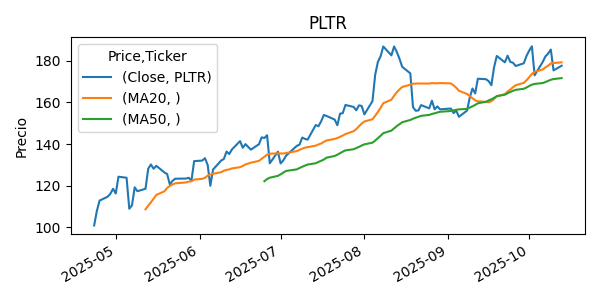 PLTR
Price,Ticker
(Close, PLTR)
(MA20, )
(MA50, )
Precio
180
160
140
120
100
2025-05
2025-06
2025-07
2025-08
2025-09
2025-10